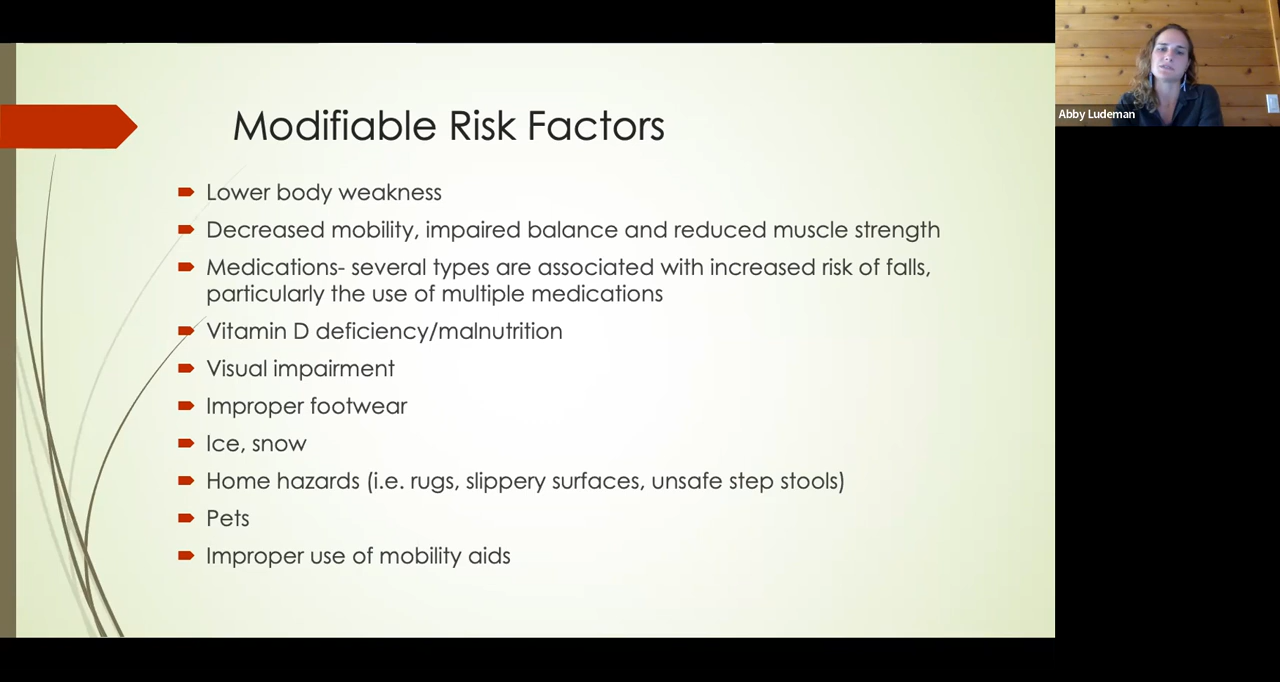 Modifiable Risk Factors
Lower body weakness
Decreased mobility, impaired balance and reduced muscle strength
Medications- several types are associated with increased risk of falls,
particularly the use of multiple medications
Vitamin D deficiency/malnutrition
Visual impairment
Improper footwear
Ice, snow
Home hazards (i.e. rugs, slippery surfaces, unsafe step stools)
Pets
Improper use of mobility aids
Abby Ludeman